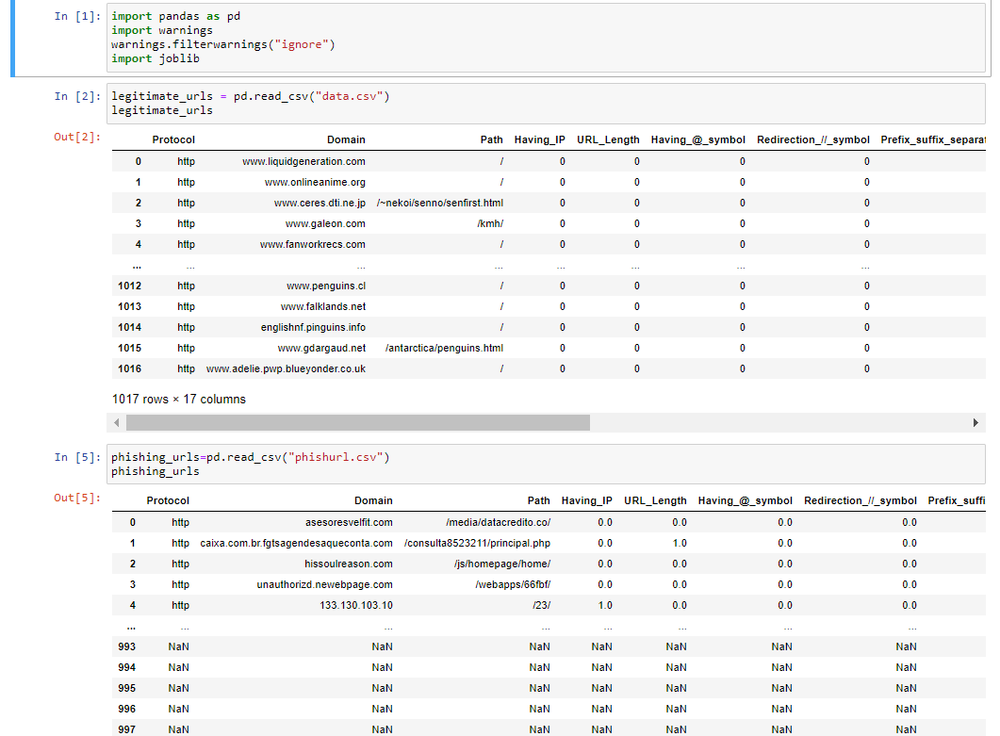 In [1]: import pandas as pd
import warnings
warnings.filterwarnings("ignore")
import joblib
In [2]: legitimate_urls = pd.read_csv("data.csv")
legitimate_urls
Out[2]:
Protocol Domain Path Having_IP URL_Length Having_@_symbol Redirection_//_symbol Prefix_suffix_separat
0 http www.liquidgeneration.com / 0 0 0 0
1 http www.onlineanime.org / 0 0 0 0
2 http www.ceres.dti.ne.jp /~nekoi/senno/senfirst.html 0 0 0 0
3 http www.galeon.com /kmh/ 0 0 0 0
4 http www.fanworkrecs.com / 0 0 0 0
... ... ... ... ... ... ... ...
1012 http www.penguins.cl / 0 0 0 0
1013 http www.falklands.net / 0 0 0 0
1014 http englishnf.pinguins.info / 0 0 0 0
1015 http www.gdargaud.net /antarctica/penguins.html 0 0 0 0
1016 http www.adelie.pwp.blueyonder.co.uk / 0 0 0 0
1017 rows × 17 columns
In [5]: phishing_urls=pd.read_csv("phishurl.csv")
phishing_urls
Out[5]:
Protocol Domain Path Having_IP URL_Length Having_@_symbol Redirection_//_symbol Prefix_suffi
0 http asesoresvelfit.com /media/datacredito.co/ 0.0 0.0 0.0 0.0
1 http caixa.com.br.fgtsagendesaqueconta.com /consulta8523211/principal.php 0.0 1.0 0.0 0.0
2 http hissoulreason.com /js/homepage/home/ 0.0 0.0 0.0 0.0
3 http unauthorizd.newebpage.com /webapps/66fbf/ 0.0 0.0 0.0 0.0
4 http 133.130.103.10 /23/ 1.0 0.0 0.0 0.0
... ... ... ... ... ... ... ...
993 NaN NaN NaN NaN NaN NaN NaN
994 NaN NaN NaN NaN NaN NaN NaN
995 NaN NaN NaN NaN NaN NaN NaN
996 NaN NaN NaN NaN NaN NaN NaN
997 NaN NaN NaN NaN NaN NaN NaN